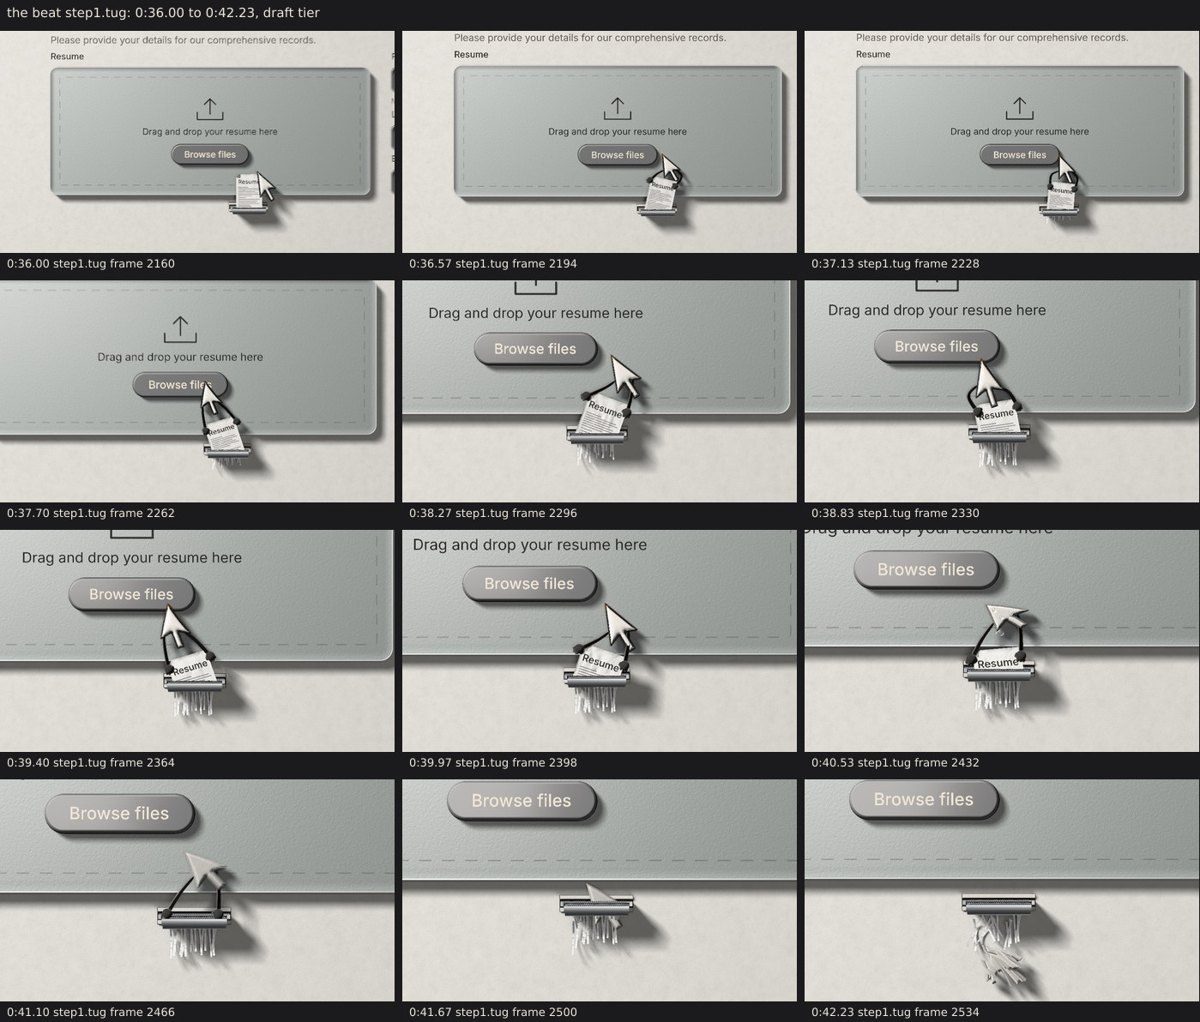 the beat step1.tug: 0:36.00 to 0:42.23, draft tier
Please provide your details for our comprehensive records.
Resume
Drag and drop your resume here
Browse files
Resume
0:36.00 step1.tug frame 2160
Please provide your details for our comprehensive records.
Resume
Drag and drop your resume here
Browse files
Resume
0:36.57 step1.tug frame 2194
Please provide your details for our comprehensive records.
Resume
Drag and drop your resume here
Browse files
Resume
0:37.13 step1.tug frame 2228
Drag and drop your resume here
Browse files
Resume
0:37.70 step1.tug frame 2262
Drag and drop your resume here
Browse files
Resume
0:38.27 step1.tug frame 2296
Drag and drop your resume here
Browse files
Resume
0:38.83 step1.tug frame 2330
Drag and drop your resume here
Browse files
Resume
0:39.40 step1.tug frame 2364
Drag and drop your resume here
Browse files
Resume
0:39.97 step1.tug frame 2398
Drag and drop your resume here
Browse files
Resume
0:40.53 step1.tug frame 2432
Browse files
0:41.10 step1.tug frame 2466
Browse files
0:41.67 step1.tug frame 2500
Browse files
0:42.23 step1.tug frame 2534